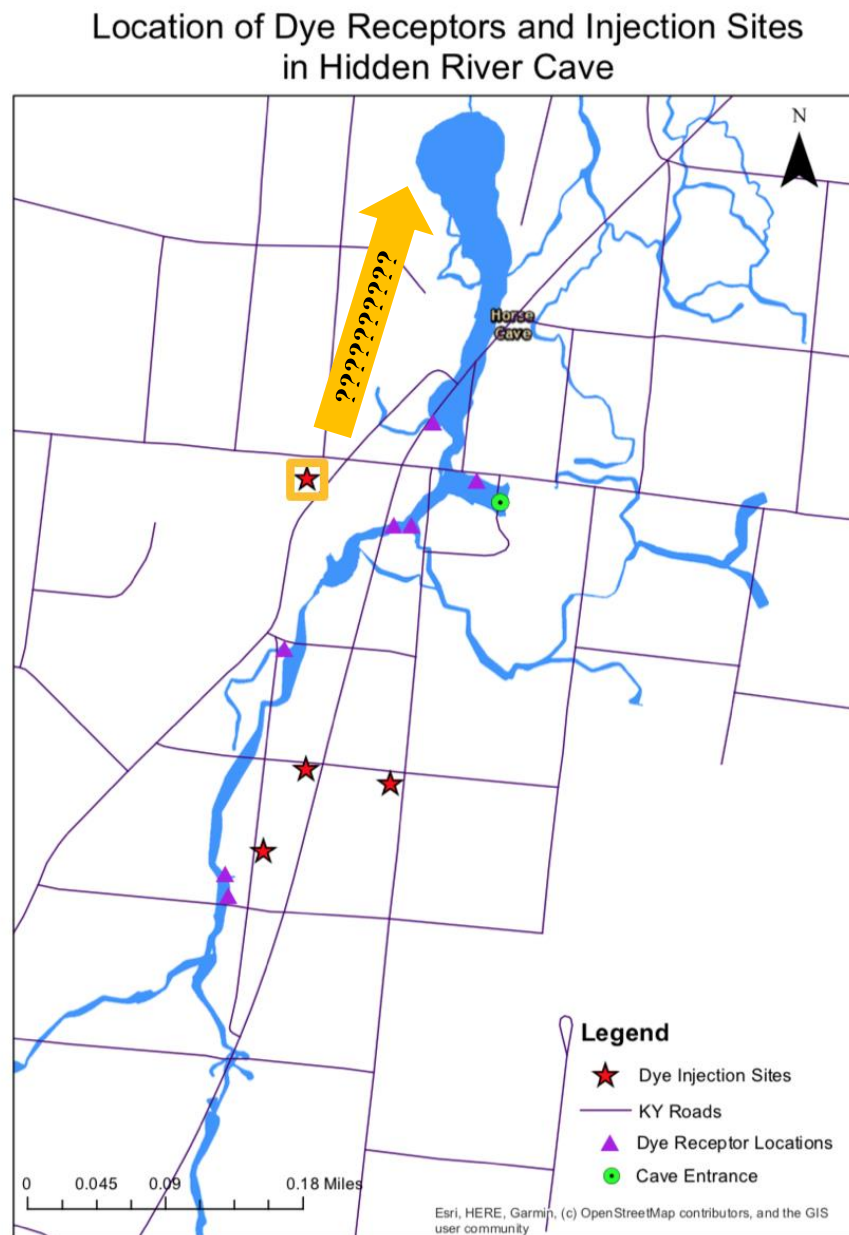 Location of Dye Receptors and Injection Sites
in Hidden River Cave
N
???????????
Horse
Cave
Legend
Dye Injection Sites
KY Roads
Dye Receptor Locations
Cave Entrance
0 0.045 0.09 0.18 Miles
Esri, HERE, Garmin, (c) OpenStreetMap contributors, and the GIS
user community